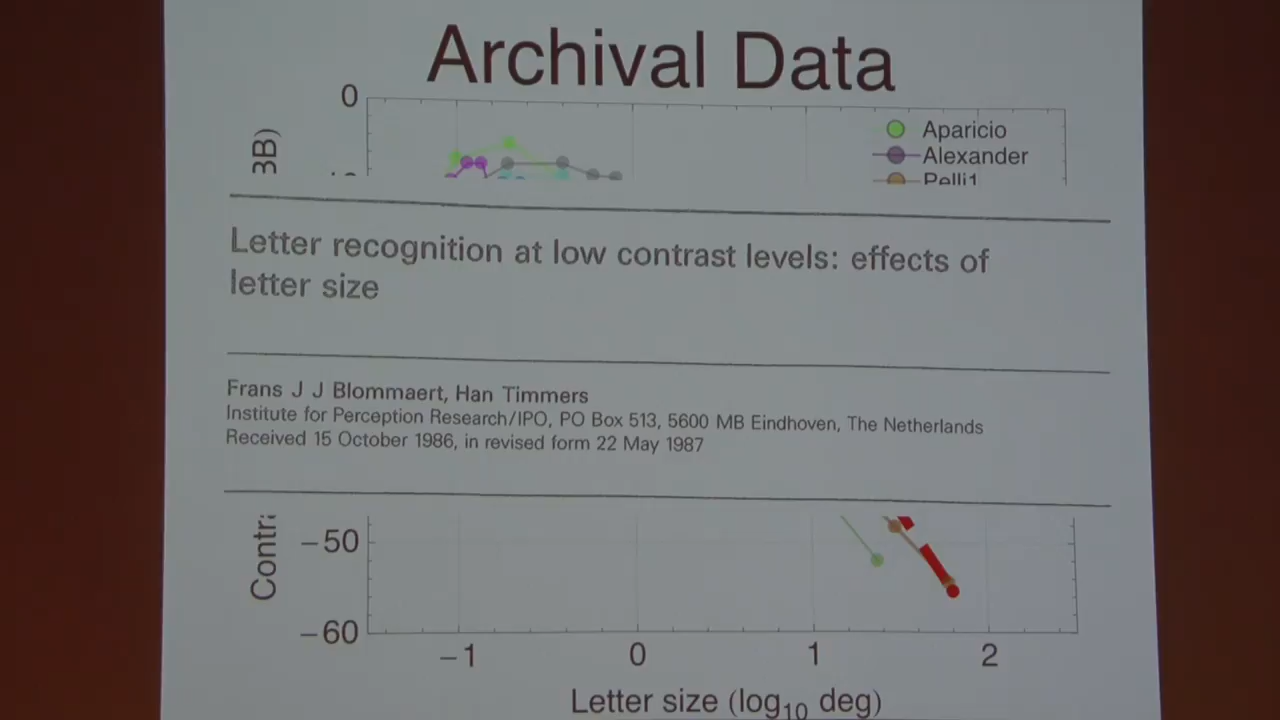 Archival Data
0
Aparicio
Alexander
Pelli1
Letter recognition at low contrast levels: effects of
letter size
Frans J J Blommaert, Han Timmers
Institute for Perception Research/IPO, PO Box 513, 5600 MB Eindhoven, The Netherlands
Received 15 October 1986, in revised form 22 May 1987
−50
−60
−1 0 1 2
Letter size (log10 deg)